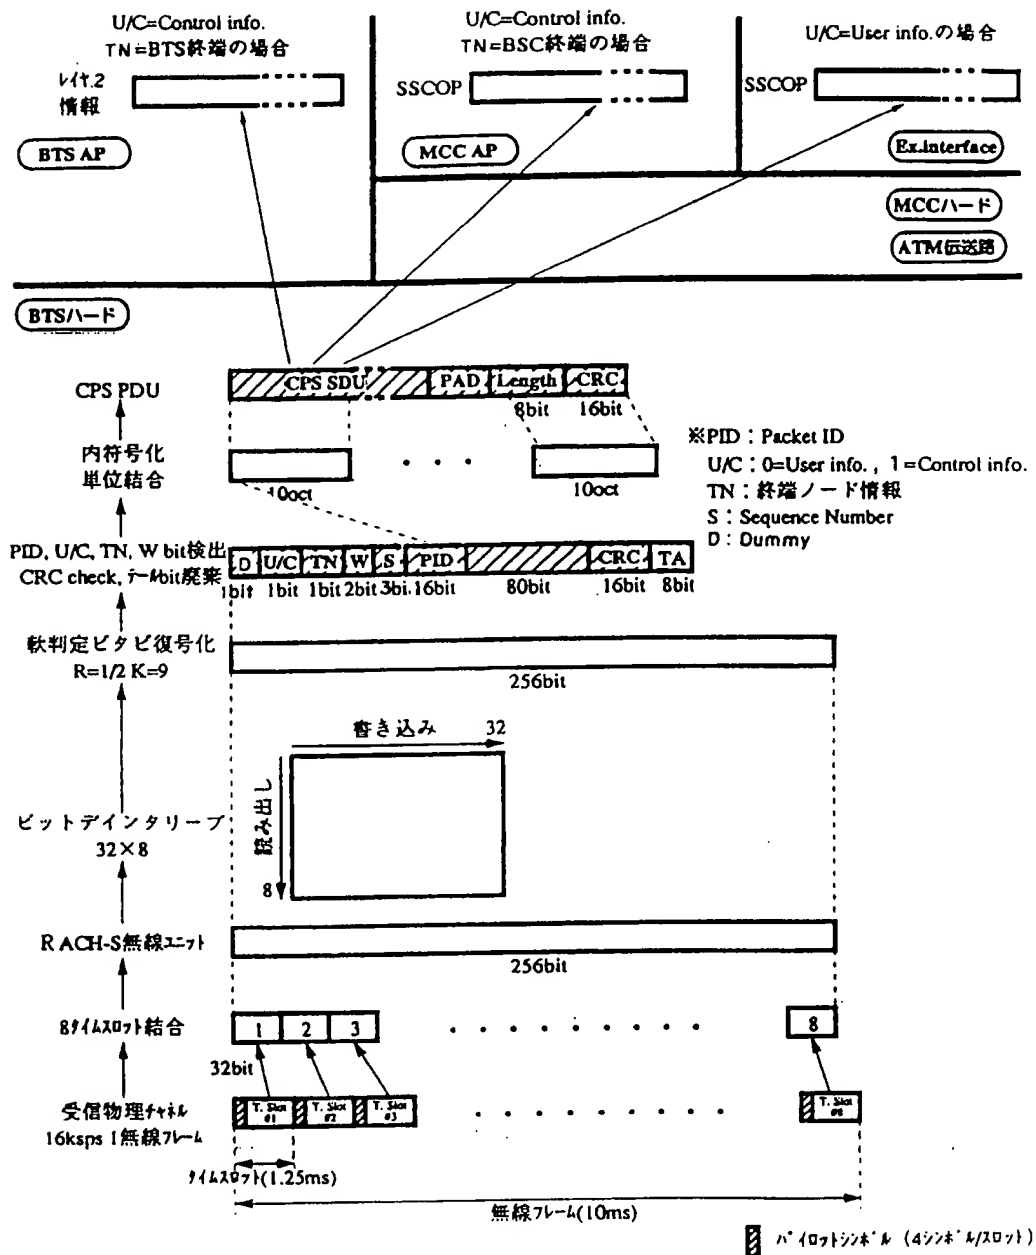 U/C=Control info.
TN=BTS終端の場合
U/C=Control info.
TN=BSC終端の場合
U/C=User info.の場合
ﾚｲﾔ.2
情報
SSCOP
SSCOP
BTS AP
MCC AP
Ex.interface
MCCハード
ATM伝送路
BTSハード
CPS PDU
CPS SDU
PAD
Length
CRC
8bit
16bit
内符号化
単位結合
10oct
・ ・ ・
10oct
※PID：Packet ID
U/C：0=User info. , 1=Control info.
TN：終端ノード情報
S：Sequence Number
D：Dummy
PID, U/C, TN, W bit検出
CRC check, ﾃｰﾙbit廃棄
D
U/C
TN
W
S
PID
CRC
TA
1bit
1bit
1bit
2bit
3bi.
16bit
80bit
16bit
8bit
軟判定ビタビ復号化
R=1/2 K=9
256bit
書き込み
32
読み出し
8
ビットデインタリーブ
32×8
RACH-S無線ﾕﾆｯﾄ
256bit
8ﾀｲﾑｽﾛｯﾄ結合
1
2
3
・ ・ ・ ・ ・ ・ ・ ・ ・
8
32bit
受信物理ﾁｬﾈﾙ
16ksps 1無線ﾌﾚｰﾑ
T. Slot
#1
T. Slot
#2
T. Slot
#3
・ ・ ・ ・ ・ ・ ・ ・ ・
T. Slot
#8
ﾀｲﾑｽﾛｯﾄ(1.25ms)
無線ﾌﾚｰﾑ(10ms)
ﾊﾟｲﾛｯﾄｼﾝﾎﾞﾙ (4ｼﾝﾎﾞﾙ/ｽﾛｯﾄ)